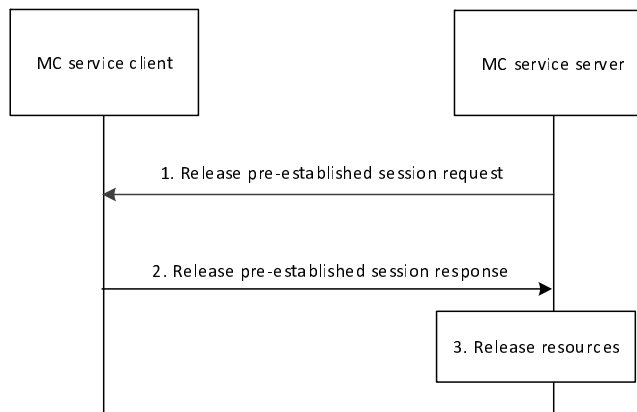 MC service client
MC service server
1. Release pre-established session request
2. Release pre-established session response
3. Release resources